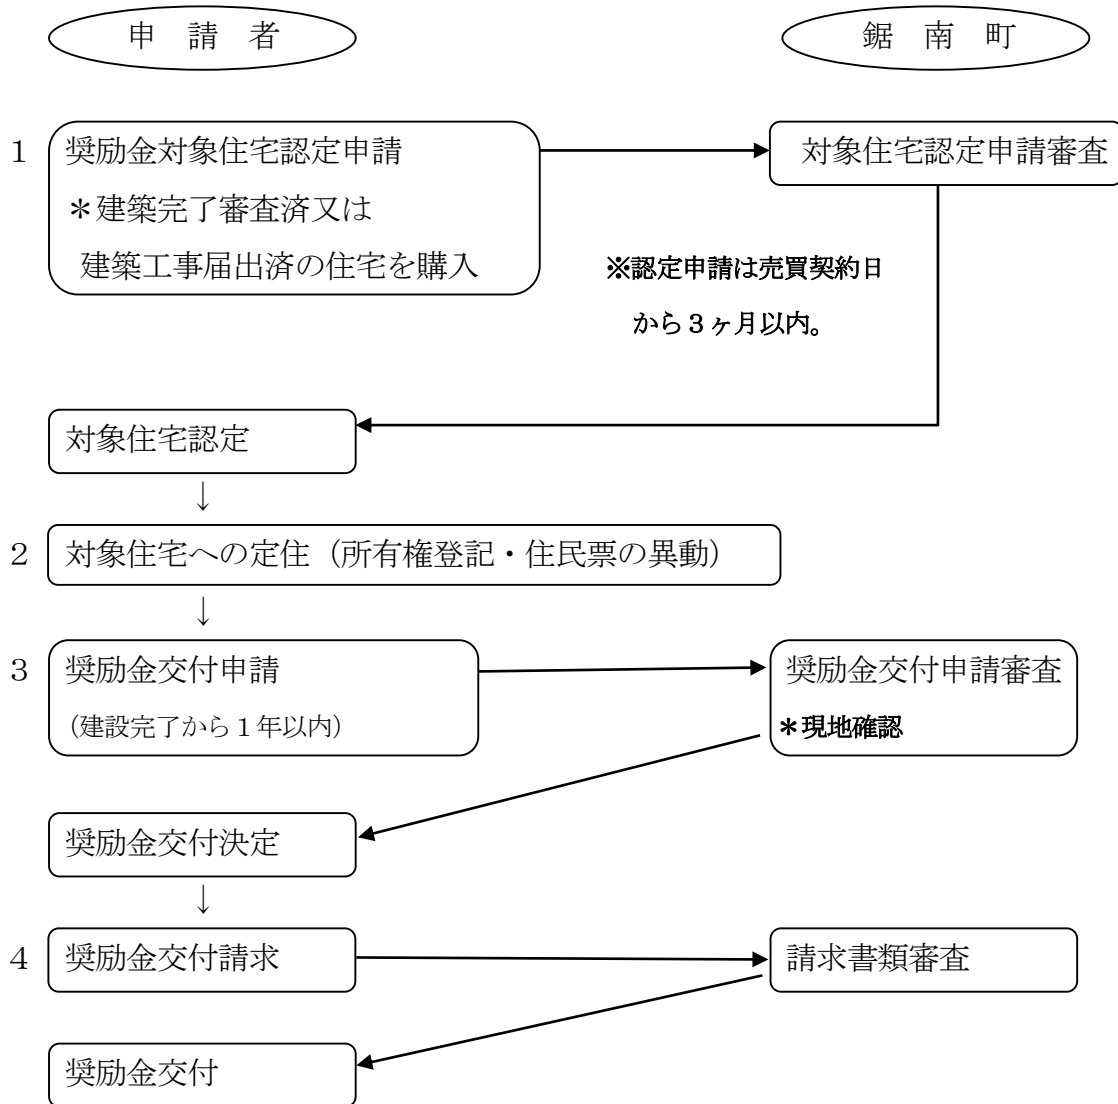 申　請　者
鋸　南　町
１
奨励金対象住宅認定申請
＊建築完了審査済又は
建築工事届出済の住宅を購入
対象住宅認定申請審査
※認定申請は売買契約日
から３ヶ月以内。
対象住宅認定
↓
２
対象住宅への定住（所有権登記・住民票の異動）
↓
３
奨励金交付申請
（建設完了から１年以内）
奨励金交付申請審査
＊現地確認
奨励金交付決定
↓
４
奨励金交付請求
請求書類審査
奨励金交付